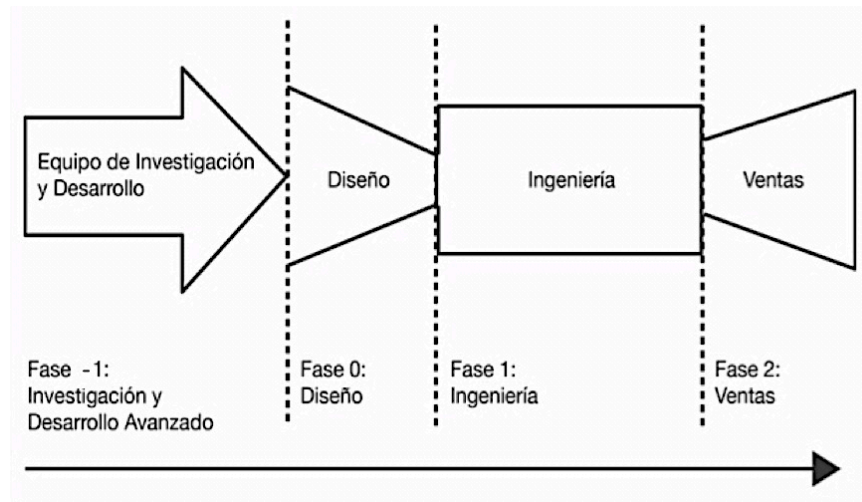 Equipo de Investigación
y Desarrollo
Diseño
Ingeniería
Ventas
Fase -1:
Investigación y
Desarrollo Avanzado
Fase 0:
Diseño
Fase 1:
Ingeniería
Fase 2:
Ventas